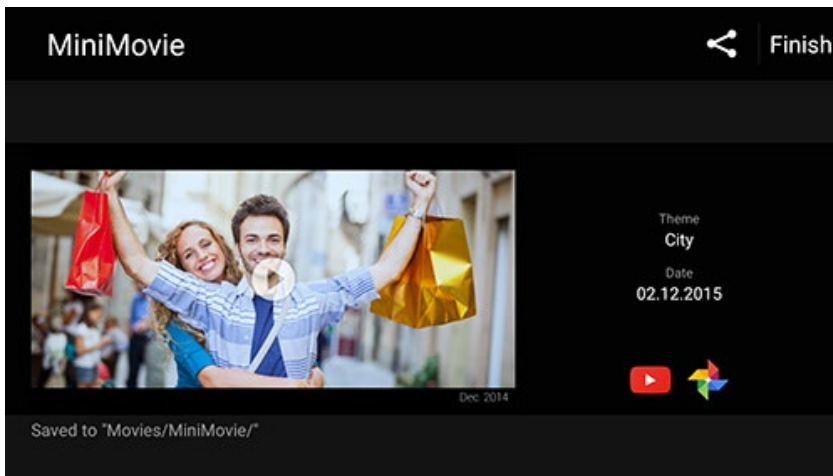 MiniMovie
Finish
Theme
City
Date
02.12.2015
Dec. 2014
Saved to "Movies/MiniMovie/"